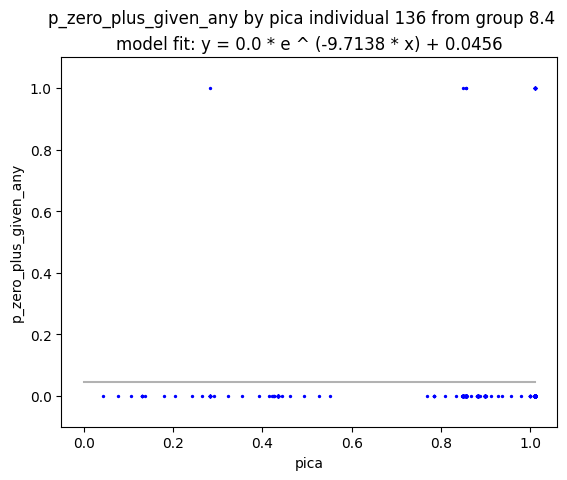 p_zero_plus_given_any by pica individual 136 from group 8.4
model fit: y = 0.0 * e ^ (-9.7138 * x) + 0.0456
1.0
0.8
0.6
0.4
0.2
0.0
p_zero_plus_given_any
0.0 0.2 0.4 0.6 0.8 1.0
pica